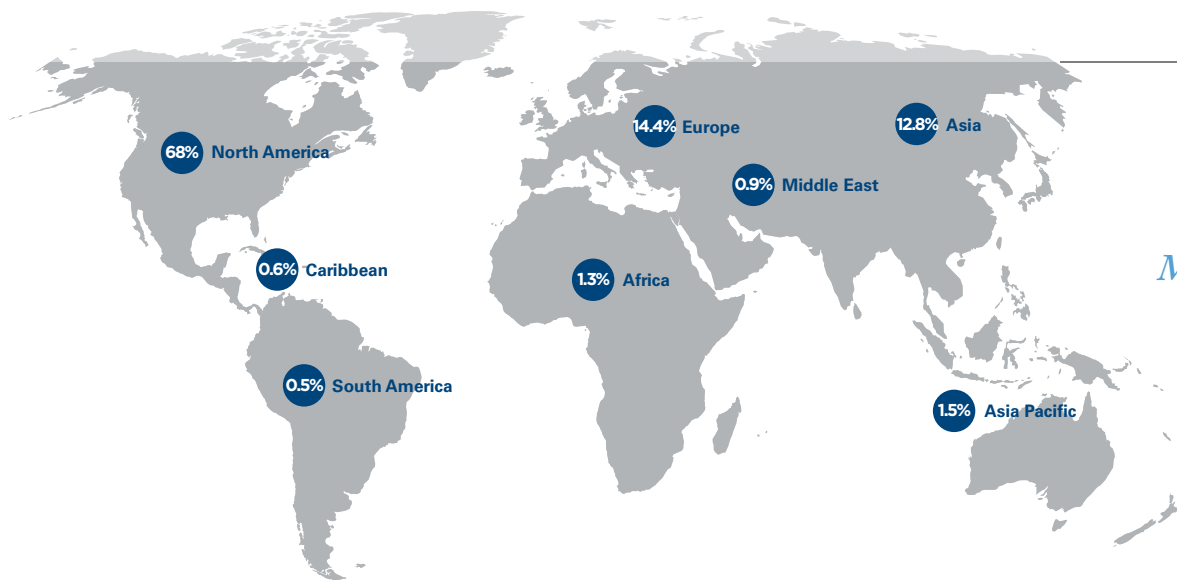 14.4% Europe
12.8% Asia
68% North America
0.9% Middle East
0.6% Caribbean
1.3% Africa
M
0.5% South America
1.5% Asia Pacific